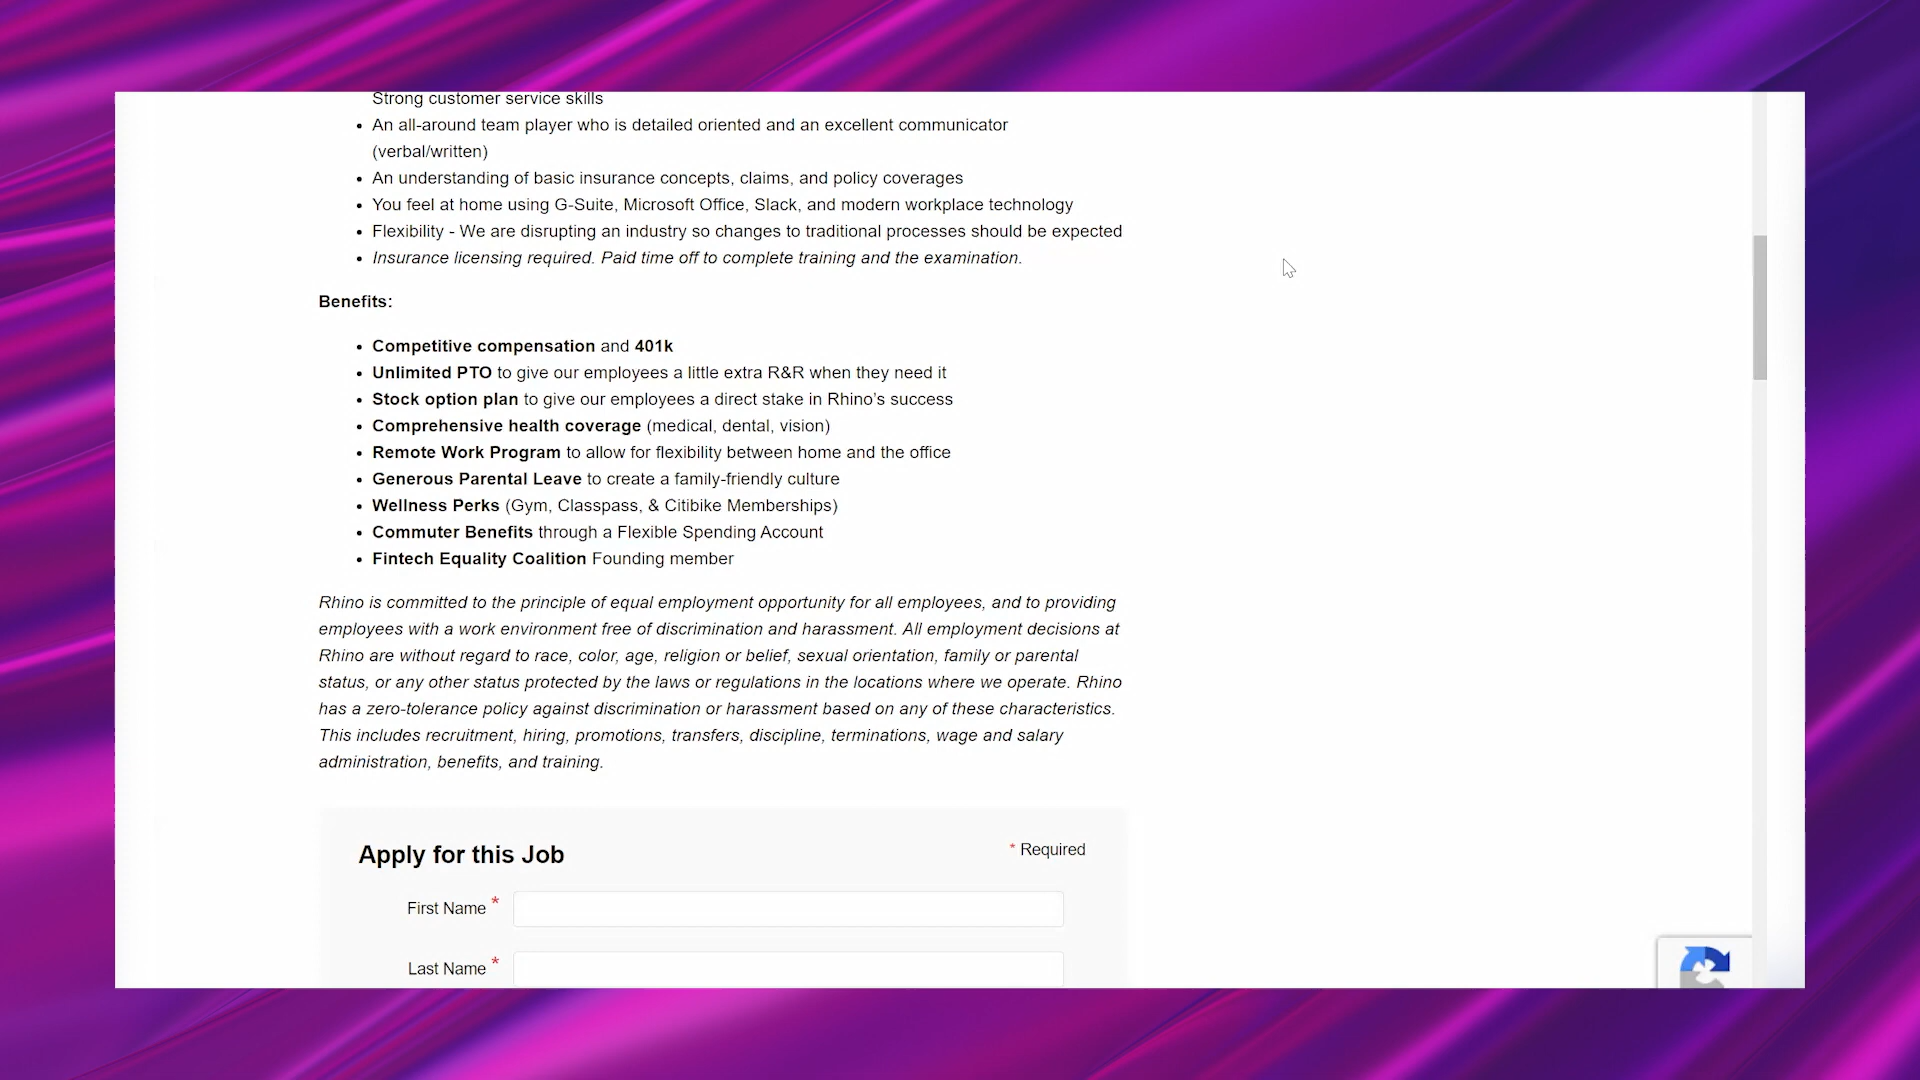 Strong customer service skills
• An all-around team player who is detailed oriented and an excellent communicator
(verbal/written)
• An understanding of basic insurance concepts, claims, and policy coverages
• You feel at home using G-Suite, Microsoft Office, Slack, and modern workplace technology
• Flexibility - We are disrupting an industry so changes to traditional processes should be expected
• Insurance licensing required. Paid time off to complete training and the examination.
Benefits:
• Competitive compensation and 401k
• Unlimited PTO to give our employees a little extra R&R when they need it
• Stock option plan to give our employees a direct stake in Rhino’s success
• Comprehensive health coverage (medical, dental, vision)
• Remote Work Program to allow for flexibility between home and the office
• Generous Parental Leave to create a family-friendly culture
• Wellness Perks (Gym, Classpass, & Citibike Memberships)
• Commuter Benefits through a Flexible Spending Account
• Fintech Equality Coalition Founding member
Rhino is committed to the principle of equal employment opportunity for all employees, and to providing
employees with a work environment free of discrimination and harassment. All employment decisions at
Rhino are without regard to race, color, age, religion or belief, sexual orientation, family or parental
status, or any other status protected by the laws or regulations in the locations where we operate. Rhino
has a zero-tolerance policy against discrimination or harassment based on any of these characteristics.
This includes recruitment, hiring, promotions, transfers, discipline, terminations, wage and salary
administration, benefits, and training.
Apply for this Job
* Required
First Name *
Last Name *